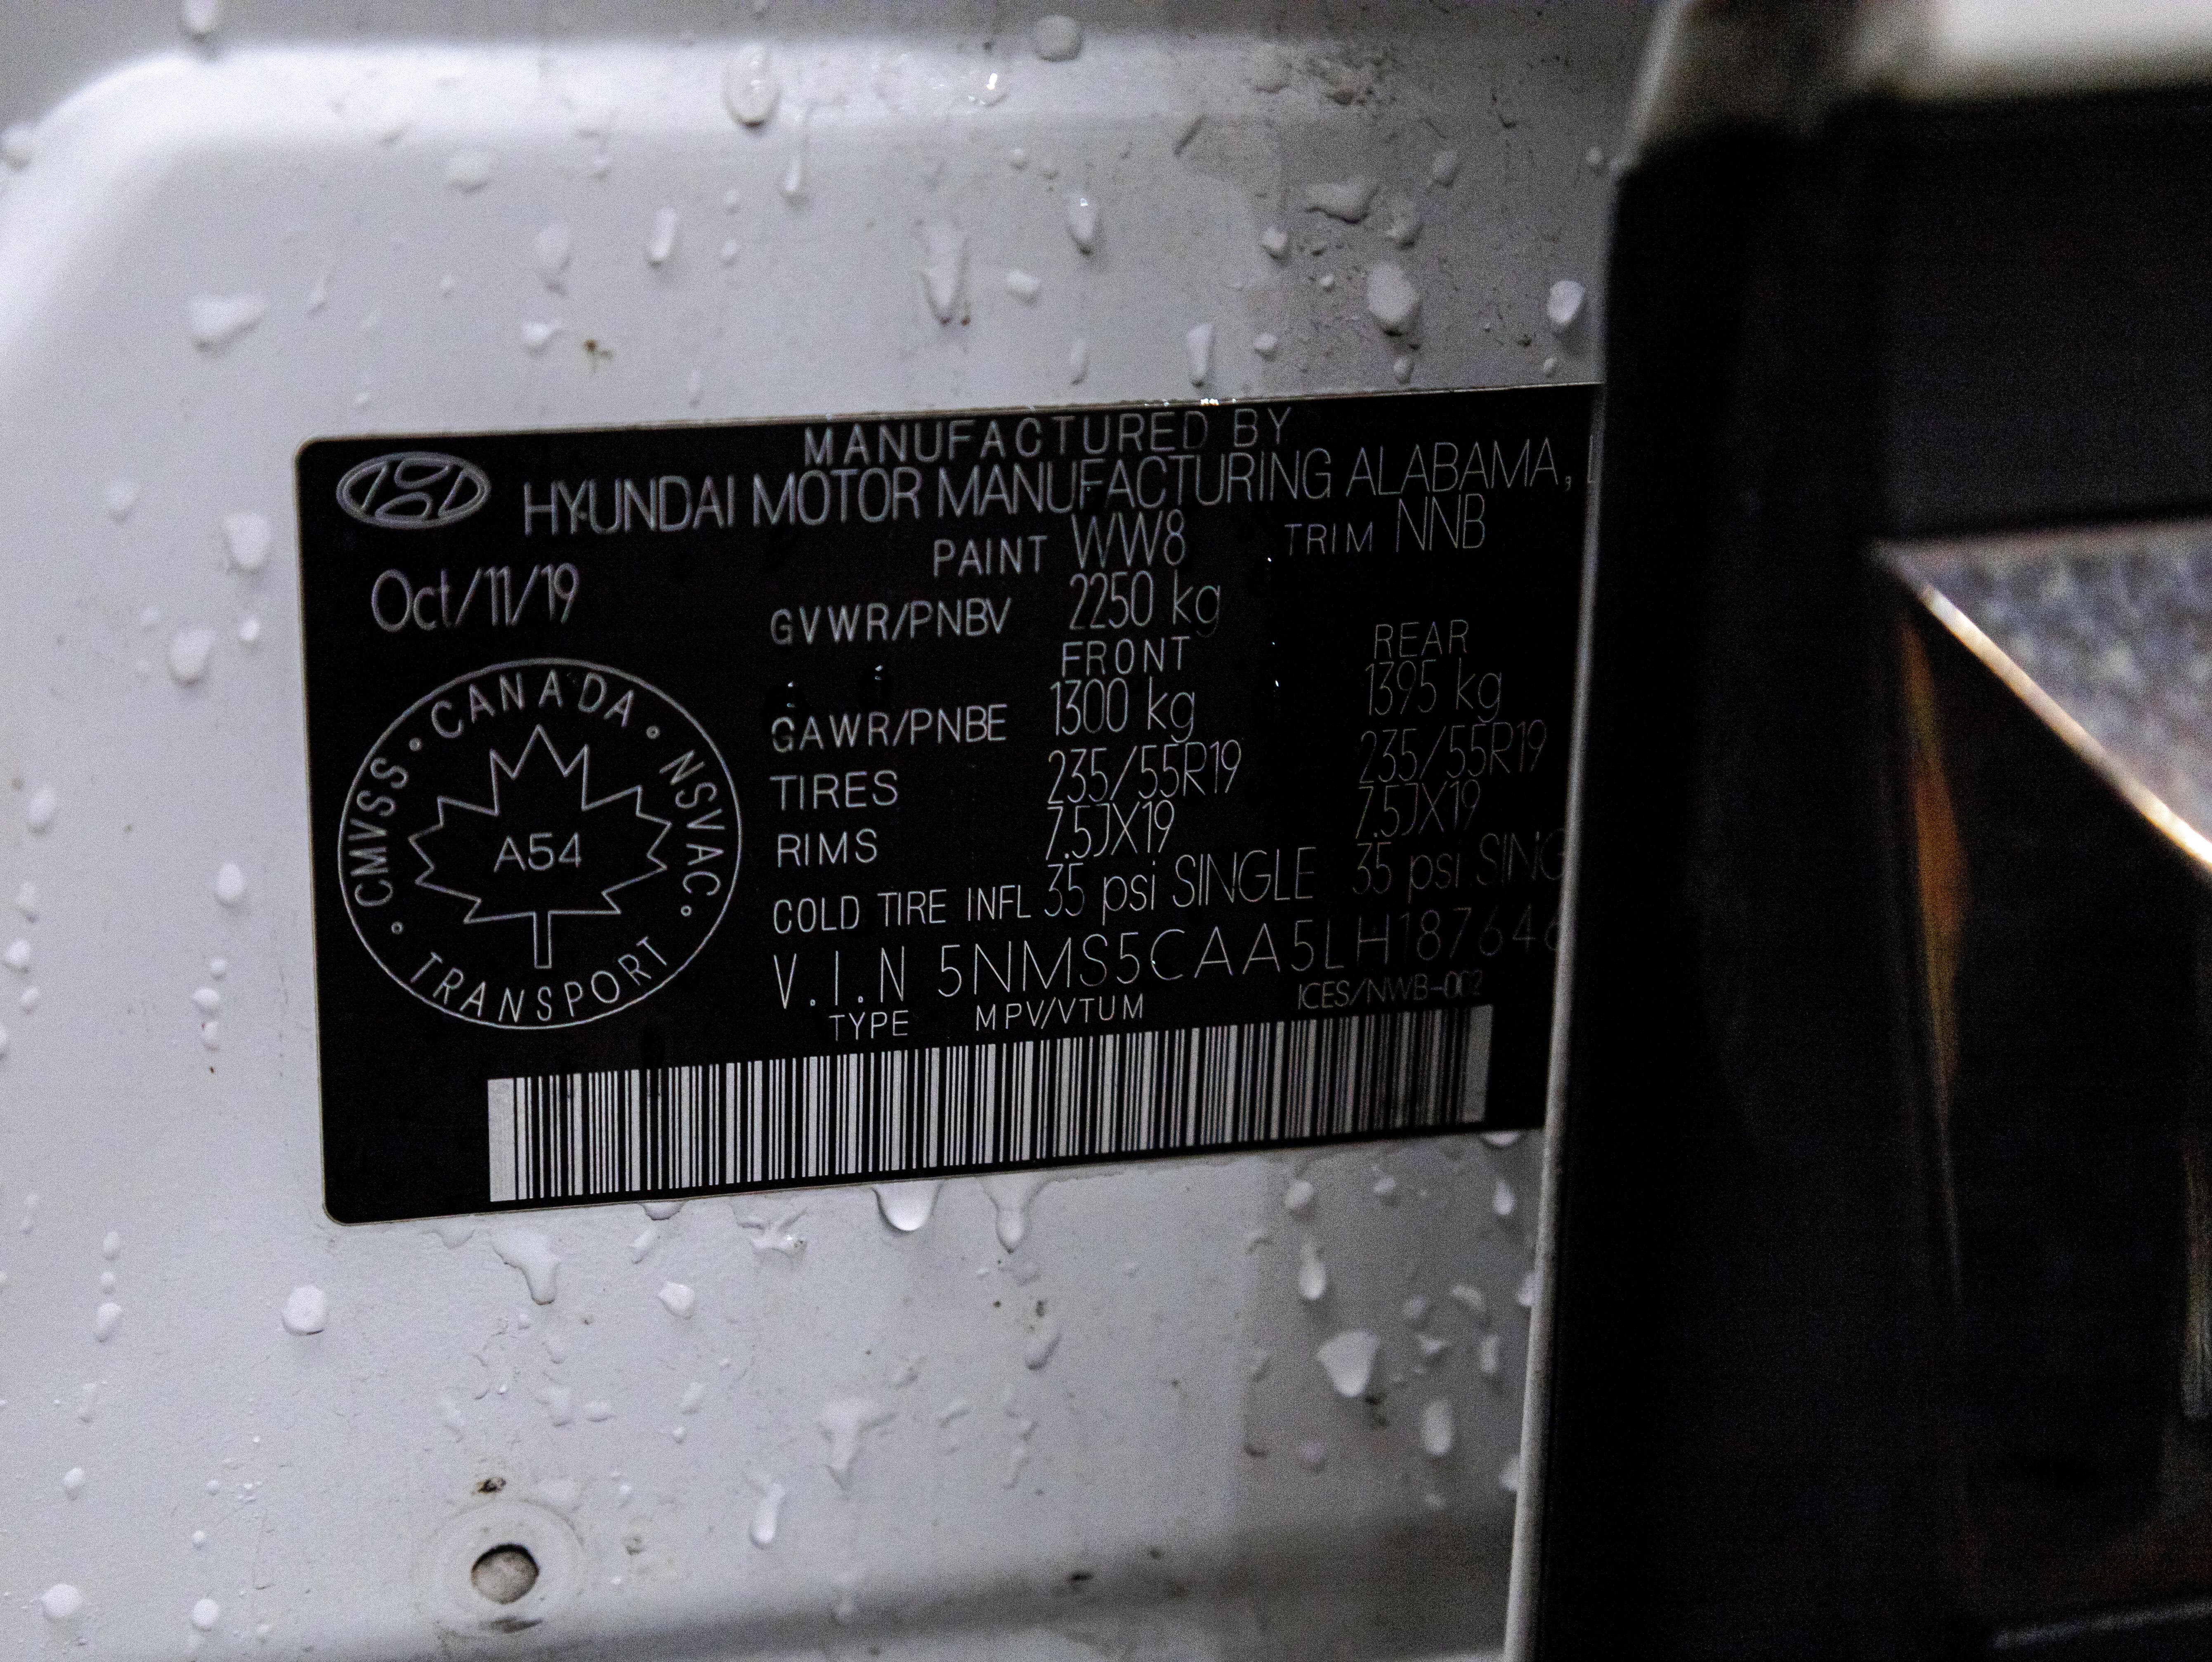 MANUFACTURED BY
HYUNDAI MOTOR MANUFACTURING ALABAMA,
PAINT WW8 TRIM NNB
Oct/11/19
GVWR/PNBV 2250 kg
FRONT REAR
GAWR/PNBE 1300 kg 1395 kg
TIRES 235/55R19 235/55R19
RIMS 7.5JX19 7.5JX19
COLD TIRE INFL 35 psi SINGLE 35 psi SING
V.I.N 5NMS5CAA5LH187646
TYPE MPV/VTUM ICES/NWB-002
CANADA
CMVSS NSVAC
A54
TRANSPORT